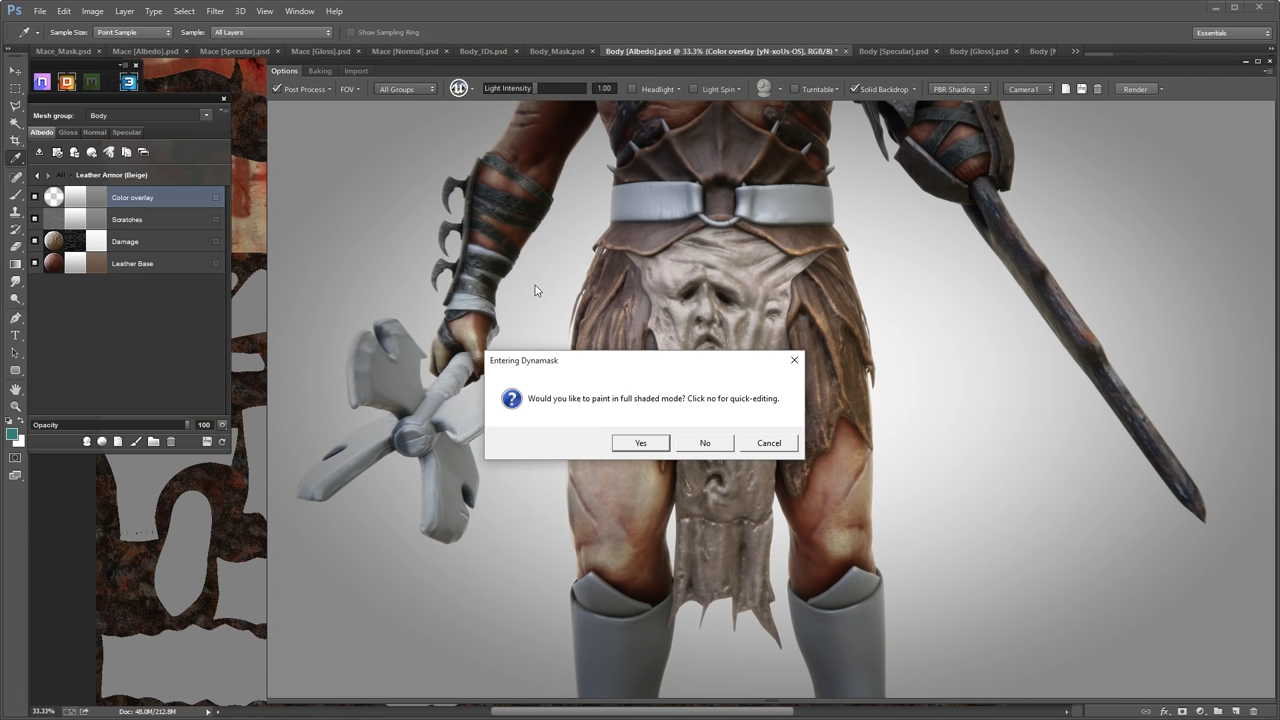 Ps File Edit Image Layer Type Select Filter 3D View Window Help
Sample Size: Point Sample Sample: All Layers Show Sampling Ring Essentials
Mace_Mask.psd × Mace [Albedo].psd × Mace [Specular].psd × Mace [Gloss].psd × Mace [Normal].psd × Body_IDs.psd × Body_Mask.psd × Body [Albedo].psd @ 33.3% (Color overlay [yN-xoUs-OS], RGB/8) * × Body [Specular].psd × Body [Gloss].psd × Body [N
Options Baking Import
Post Process FOV All Groups Light Intensity 1.00 Headlight Light Spin Turntable Solid Backdrop PBR Shading Camera1 Render
Mesh group: Body
Albedo Gloss Normal Specular
All Leather Armor (Beige)
Color overlay
Scratches
Damage
Leather Base
Entering Dynamask
Would you like to paint in full shaded mode? Click no for quick-editing.
Yes No Cancel
Opacity 100
33.33% Doc: 48.0M/212.8M